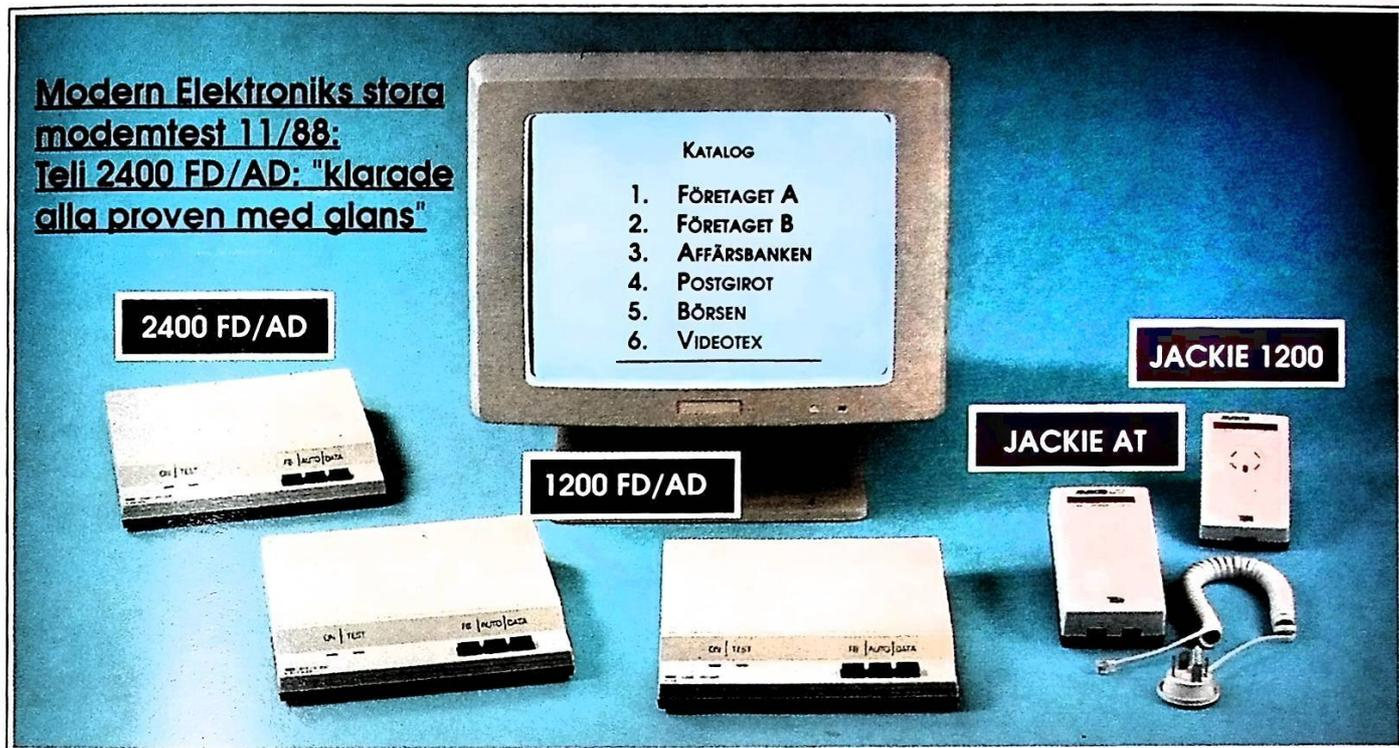 Modern Elektroniks stora
modemtest 11/88:
Teli 2400 FD/AD: "klarade
alla proven med glans"
KATALOG
1. FÖRETAGET A
2. FÖRETAGET B
3. AFFÄRSBANKEN
4. POSTGIROT
5. BÖRSEN
6. VIDEOTEX
2400 FD/AD
JACKIE 1200
JACKIE AT
1200 FD/AD
ON | TEST
FB | AUTO | DATA
ON | TEST
FB | AUTO | DATA
ON | TEST
FB | AUTO | DATA